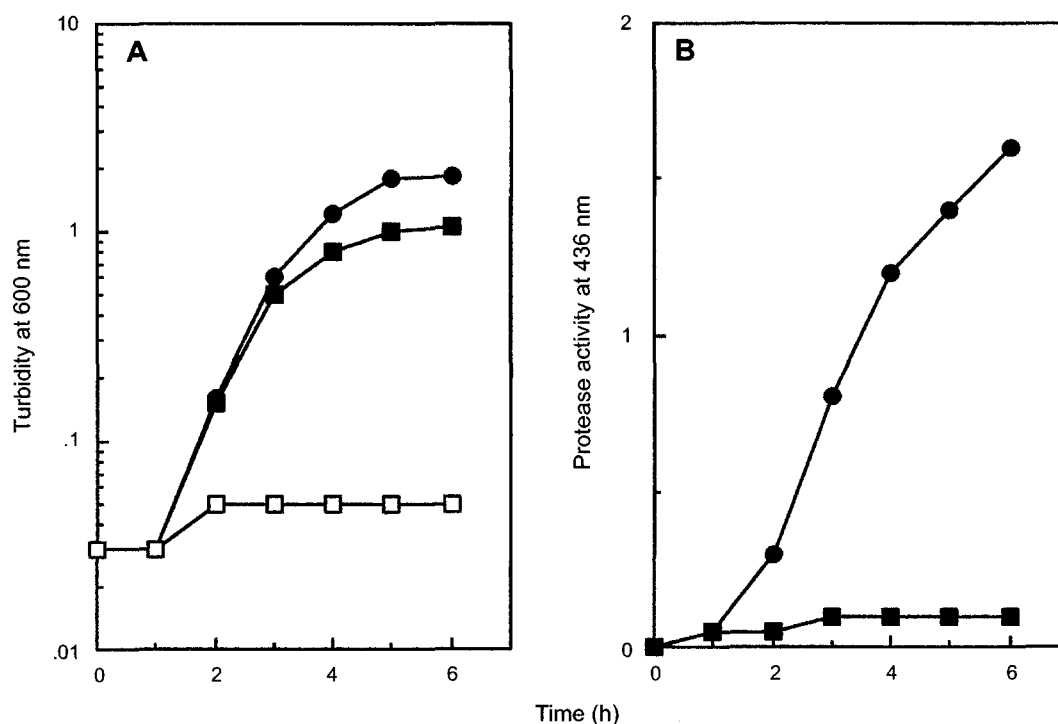 A
Turbidity at 600 nm
10
1
.1
.01
0 2 4 6
B
Protease activity at 436 nm
2
1
0
0 2 4 6
Time (h)